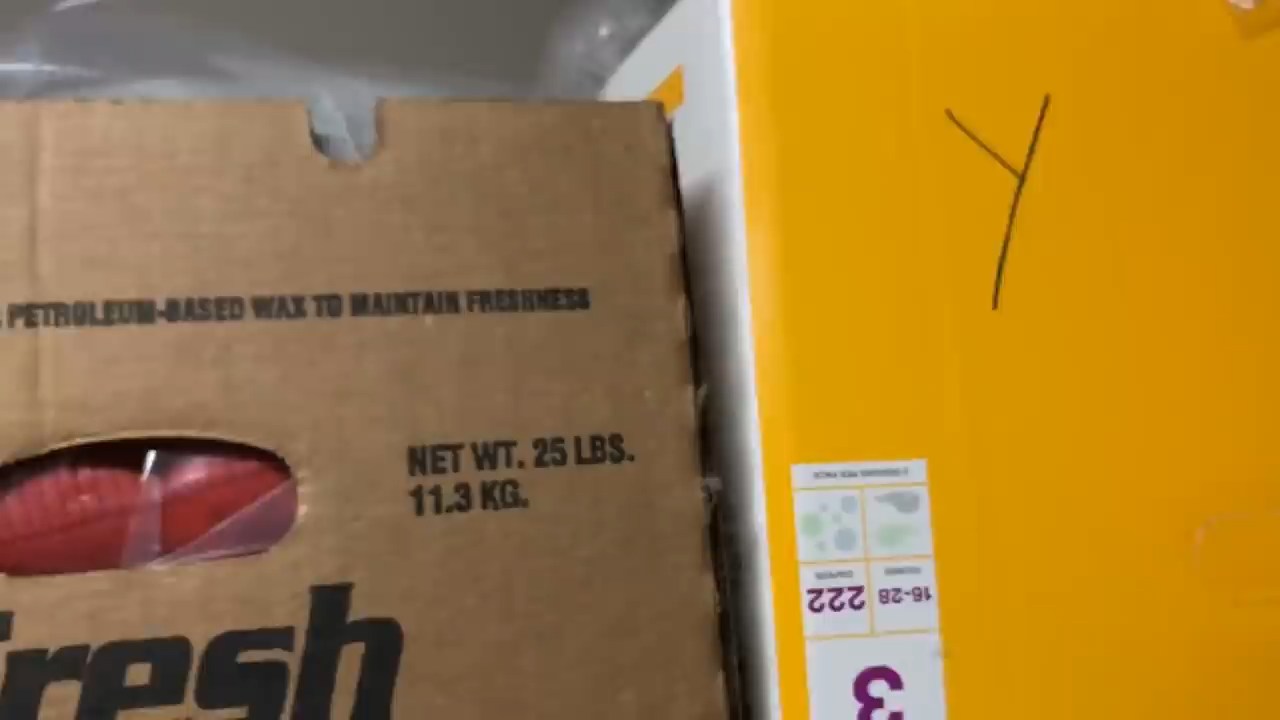 PETROLEUM-BASED WAX TO MAINTAIN FRESHNESS
NET WT. 25 LBS.
11.3 KG.
fresh
Y
222
16-28
3